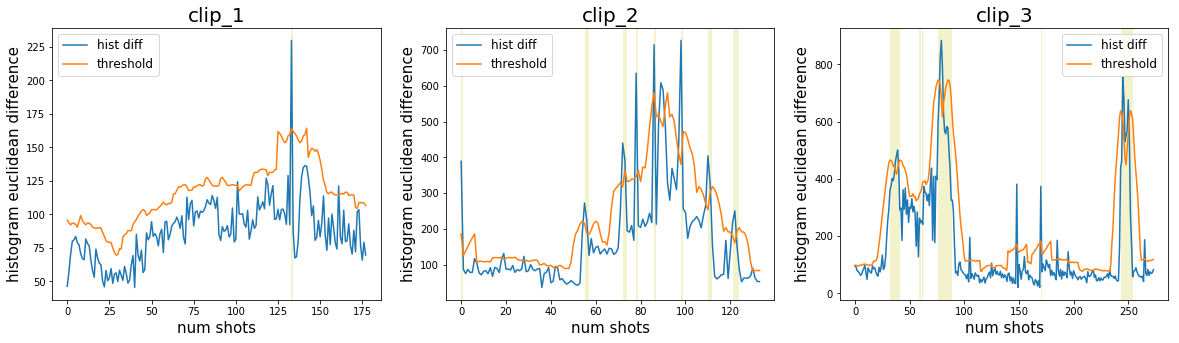 clip_1
histogram euclidean difference
225
200
175
150
125
100
75
50
hist diff
threshold
0 25 50 75 100 125 150 175
num shots
clip_2
histogram euclidean difference
700
600
500
400
300
200
100
hist diff
threshold
0 20 40 60 80 100 120
num shots
clip_3
histogram euclidean difference
800
600
400
200
0
hist diff
threshold
0 50 100 150 200 250
num shots